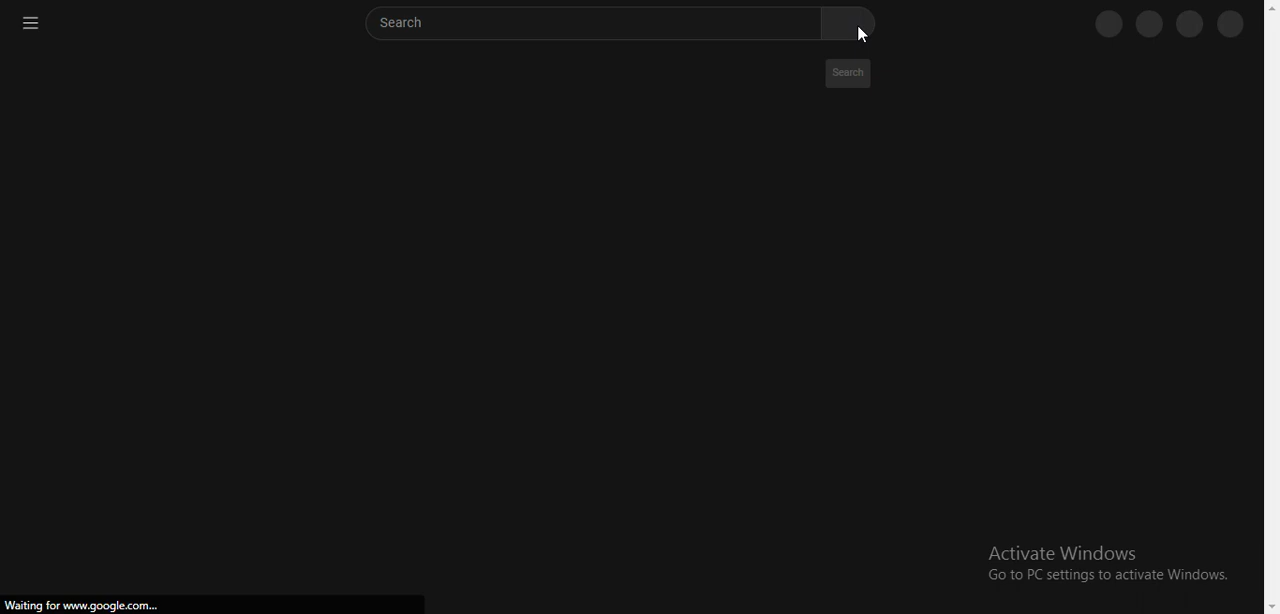 Search
Search
Activate Windows
Go to PC settings to activate Windows.
Waiting for www.google.com...